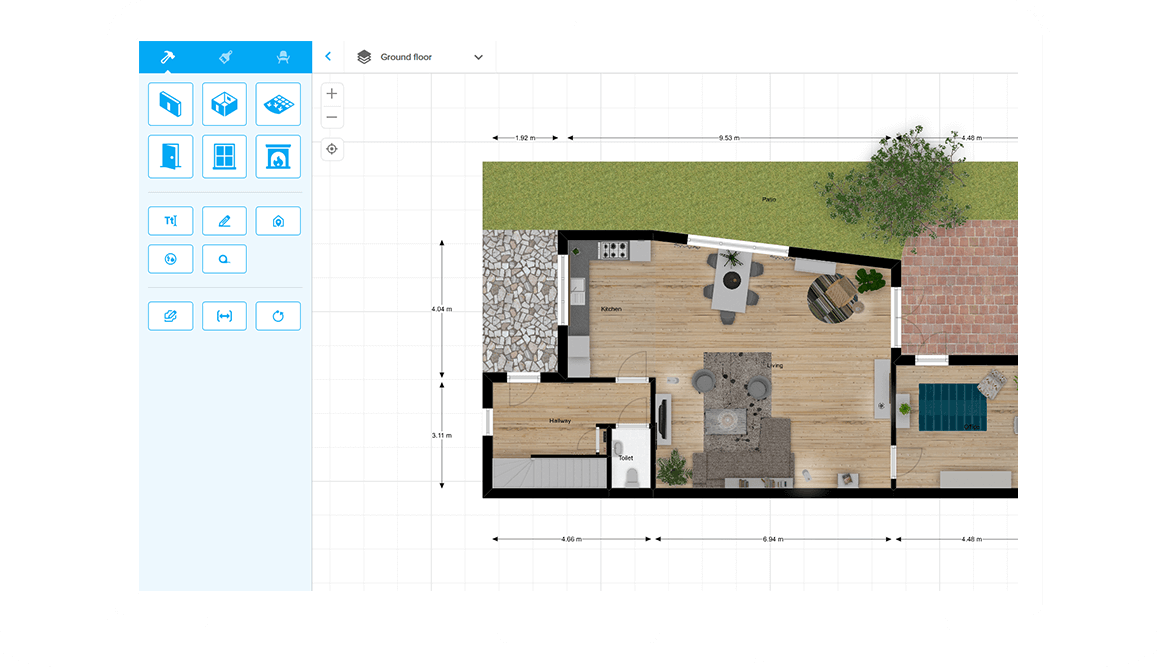 Ground floor
1.92 m
9.53 m
4.48 m
Patio
4.04 m
Kitchen
Living
3.11 m
Hallway
Office
Toilet
4.66 m
6.94 m
4.48 m
Tt